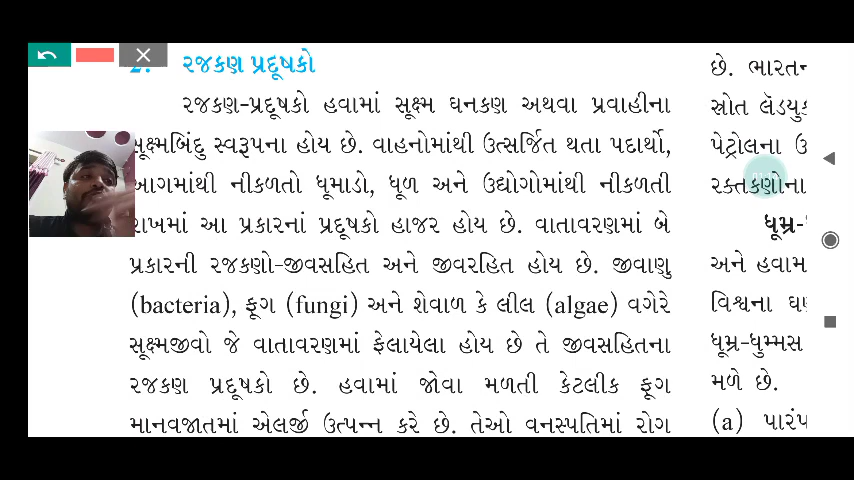 2. રજકણ પ્રદૂષકો
રજકણ-પ્રદૂષકો હવામાં સૂક્ષ્મ ઘનકણ અથવા પ્રવાહીના
સૂક્ષ્મબિંદુ સ્વરૂપના હોય છે. વાહનોમાંથી ઉત્સર્જિત થતા પદાર્થો,
આગમાંથી નીકળતો ધૂમાડો, ધૂળ અને ઉદ્યોગોમાંથી નીકળતી
રાખમાં આ પ્રકારનાં પ્રદૂષકો હાજર હોય છે. વાતાવરણમાં બે
પ્રકારની રજકણો-જીવસહિત અને જીવરહિત હોય છે. જીવાણુ
(bacteria), ફૂગ (fungi) અને શેવાળ કે લીલ (algae) વગેરે
સૂક્ષ્મજીવો જે વાતાવરણમાં ફેલાયેલા હોય છે તે જીવસહિતના
રજકણ પ્રદૂષકો છે. હવામાં જોવા મળતી કેટલીક ફૂગ
માનવજાતમાં એલર્જી ઉત્પન્ન કરે છે. તેઓ વનસ્પતિમાં રોગ
છે. ભારતન
સ્રોત લૅડયુક
પેટ્રોલના ઉ
રક્તકણોના
ધૂમ્ર-
અને હવામ
વિશ્વના ઘણ
ધૂમ્ર-ધુમ્મસ
મળે છે.
(a) પારંપ